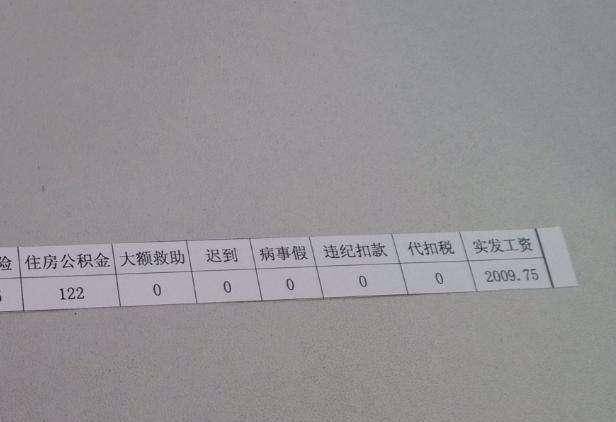 险 住房公积金 大额救助 迟到 病事假 违纪扣款 代扣税 实发工资
122 0 0 0 0 0 2009.75